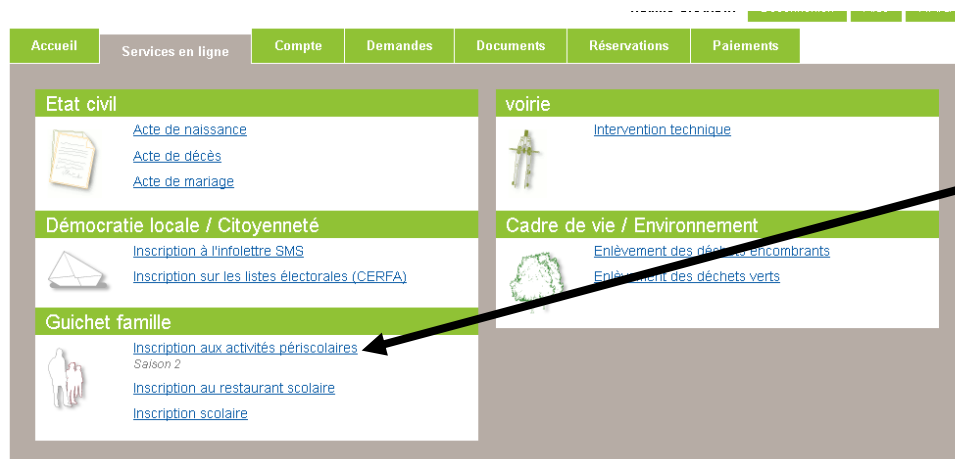 Accueil
Services en ligne
Compte
Demandes
Documents
Réservations
Paiements
Etat civil
Acte de naissance
Acte de décès
Acte de mariage
voirie
Intervention technique
Démocratie locale / Citoyenneté
Inscription à l'infolettre SMS
Inscription sur les listes électorales (CERFA)
Cadre de vie / Environnement
Enlèvement des déchets encombrants
Enlèvement des déchets verts
Guichet famille
Inscription aux activités périscolaires
Saison 2
Inscription au restaurant scolaire
Inscription scolaire